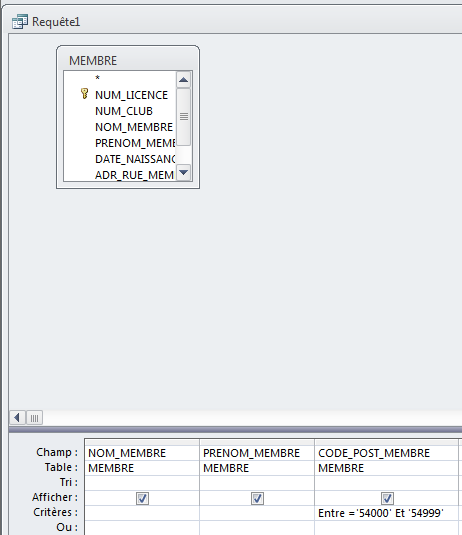 Requête1
MEMBRE
*
NUM_LICENCE
NUM_CLUB
NOM_MEMBRE
PRENOM_MEME
DATE_NAISSANC
ADR_RUE_MEM
Champ : NOM_MEMBRE PRENOM_MEMBRE CODE_POST_MEMBRE
Table : MEMBRE MEMBRE MEMBRE
Tri :
Afficher :
Critères : Entre ='54000' Et '54999'
Ou :